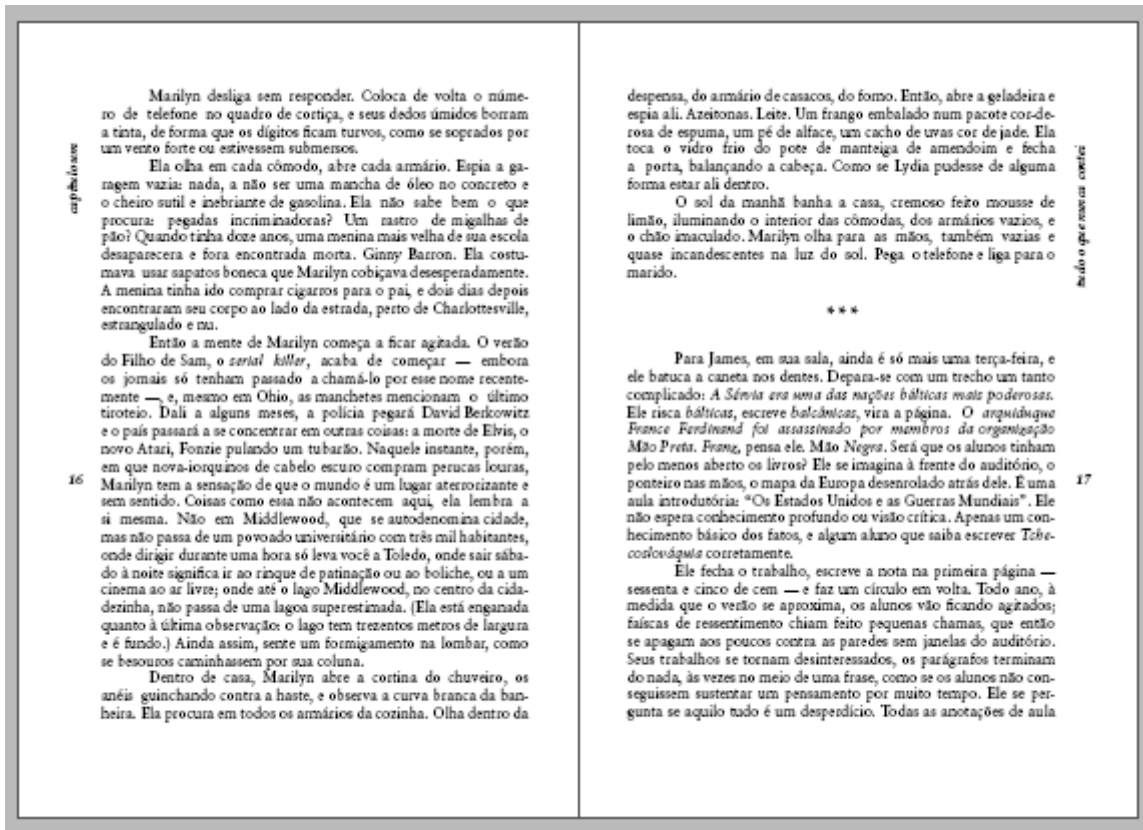 capítulo um
Marilyn desliga sem responder. Coloca de volta o núme-
ro de telefone no quadro de cortiça, e seus dedos úmidos borram
a tinta, de forma que os dígitos ficam turvos, como se soprados por
um vento forte ou estivessem submersos.
Ela olha em cada cômodo, abre cada armário. Espia a ga-
ragem vazia: nada, a não ser uma mancha de óleo no concreto e
o cheiro sutil e inebriante de gasolina. Ela não sabe bem o que
procura: pegadas incriminadoras? Um rastro de migalhas de
pão? Quando tinha doze anos, uma menina mais velha de sua escola
desaparecera e fora encontrada morta. Ginny Barron. Ela costu-
mava usar sapatos boneca que Marilyn cobiçava desesperadamente.
A menina tinha ido comprar cigarros para o pai, e dois dias depois
encontraram seu corpo ao lado da estrada, perto de Charlottesville,
estrangulado e nu.
Então a mente de Marilyn começa a ficar agitada. O verão
do Filho de Sam, o serial killer, acaba de começar — embora
os jornais só tenham passado a chamá-lo por esse nome recente-
mente —, e, mesmo em Ohio, as manchetes mencionam o último
tiroteio. Dali a alguns meses, a polícia pegará David Berkowitz
e o país passará a se concentrar em outras coisas: a morte de Elvis, o
novo Atari, Fonzie pulando um tubarão. Naquele instante, porém,
em que nova-iorquinos de cabelo escuro compram perucas louras,
Marilyn tem a sensação de que o mundo é um lugar aterrorizante e
sem sentido. Coisas como essa não acontecem aqui, ela lembra a
si mesma. Não em Middlewood, que se autodenomina cidade,
mas não passa de um povoado universitário com três mil habitantes,
onde dirigir durante uma hora só leva você a Toledo, onde sair sába-
do à noite significa ir ao rinque de patinação ou ao boliche, ou a um
cinema ao ar livre; onde até o lago Middlewood, no centro da cida-
dezinha, não passa de uma lagoa superestimada. (Ela está enganada
quanto à última observação: o lago tem trezentos metros de largura
e é fundo.) Ainda assim, sente um formigamento na lombar, como
se besouros caminhassem por sua coluna.
Dentro de casa, Marilyn abre a cortina do chuveiro, os
anéis guinchando contra a haste, e observa a curva branca da ban-
heira. Ela procura em todos os armários da cozinha. Olha dentro da
16
despensa, do armário de casacos, do forno. Então, abre a geladeira e
espia ali. Azeitonas. Leite. Um frango embalado num pacote cor-de-
rosa de espuma, um pé de alface, um cacho de uvas cor de jade. Ela
toca o vidro frio do pote de manteiga de amendoim e fecha
a porta, balançando a cabeça. Como se Lydia pudesse de alguma
forma estar ali dentro.
O sol da manhã banha a casa, cremoso feito mousse de
limão, iluminando o interior das cômodas, dos armários vazios, e
o chão imaculado. Marilyn olha para as mãos, também vazias e
quase incandescentes na luz do sol. Pega o telefone e liga para o
marido.
***
Para James, em sua sala, ainda é só mais uma terça-feira, e
ele batuca a caneta nos dentes. Depara-se com um trecho um tanto
complicado: A Sérvia era uma das nações bálticas mais poderosas.
Ele risca bálticas, escreve balcânicas, vira a página. O arquiduque
France Ferdinand foi assassinado por membros da organização
Mão Preta. Franz, pensa ele. Mão Negra. Será que os alunos tinham
pelo menos aberto os livros? Ele se imagina à frente do auditório, o
ponteiro nas mãos, o mapa da Europa desenrolado atrás dele. É uma
aula introdutória: “Os Estados Unidos e as Guerras Mundiais”. Ele
não espera conhecimento profundo ou visão crítica. Apenas um con-
hecimento básico dos fatos, e algum aluno que saiba escrever Tche-
coslováquia corretamente.
Ele fecha o trabalho, escreve a nota na primeira página —
sessenta e cinco de cem — e faz um círculo em volta. Todo ano, à
medida que o verão se aproxima, os alunos vão ficando agitados;
faíscas de ressentimento chiam feito pequenas chamas, que então
se apagam aos poucos contra as paredes sem janelas do auditório.
Seus trabalhos se tornam desinteressados, os parágrafos terminam
do nada, às vezes no meio de uma frase, como se os alunos não con-
seguissem sustentar um pensamento por muito tempo. Ele se per-
gunta se aquilo tudo é um desperdício. Todas as anotações de aula
tudo o que nunca contei
17